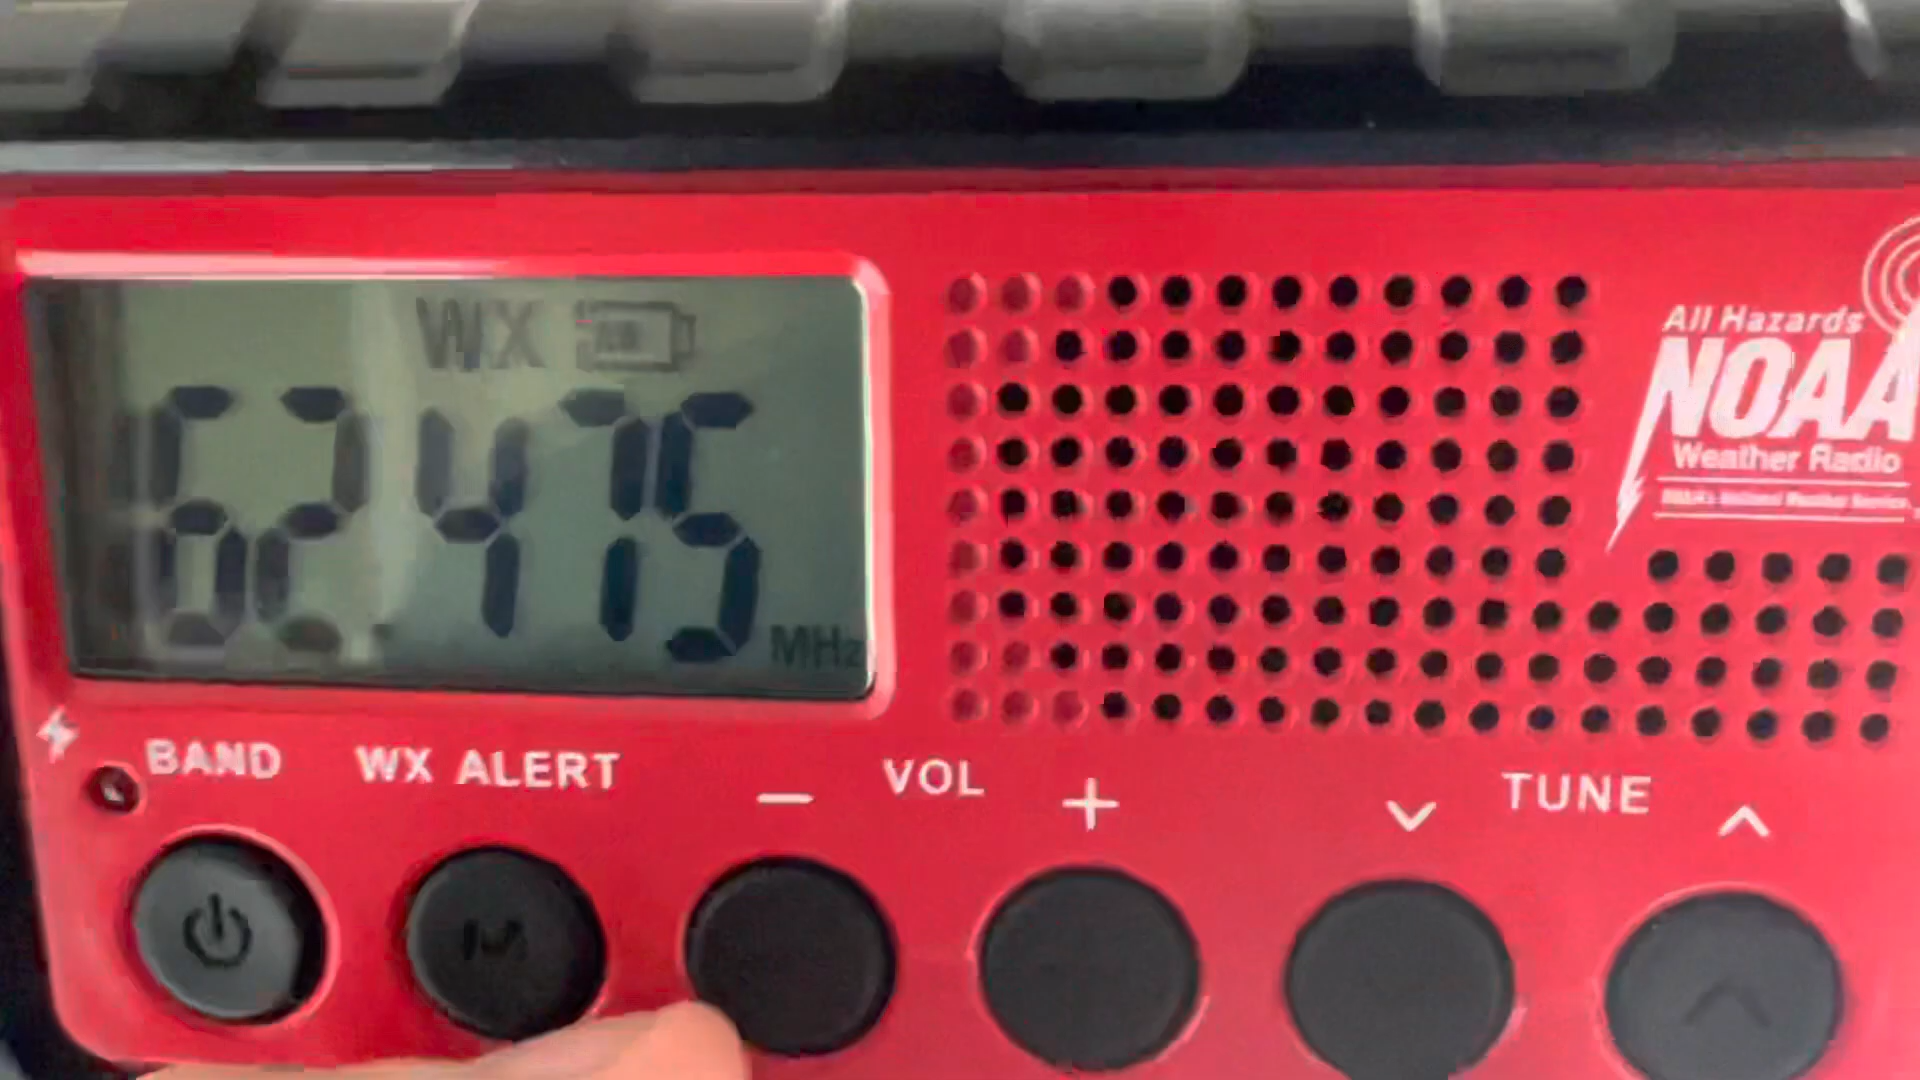 WX
162.475 MHz
All Hazards
NOAA
Weather Radio
BAND
WX ALERT
− VOL +
TUNE
M